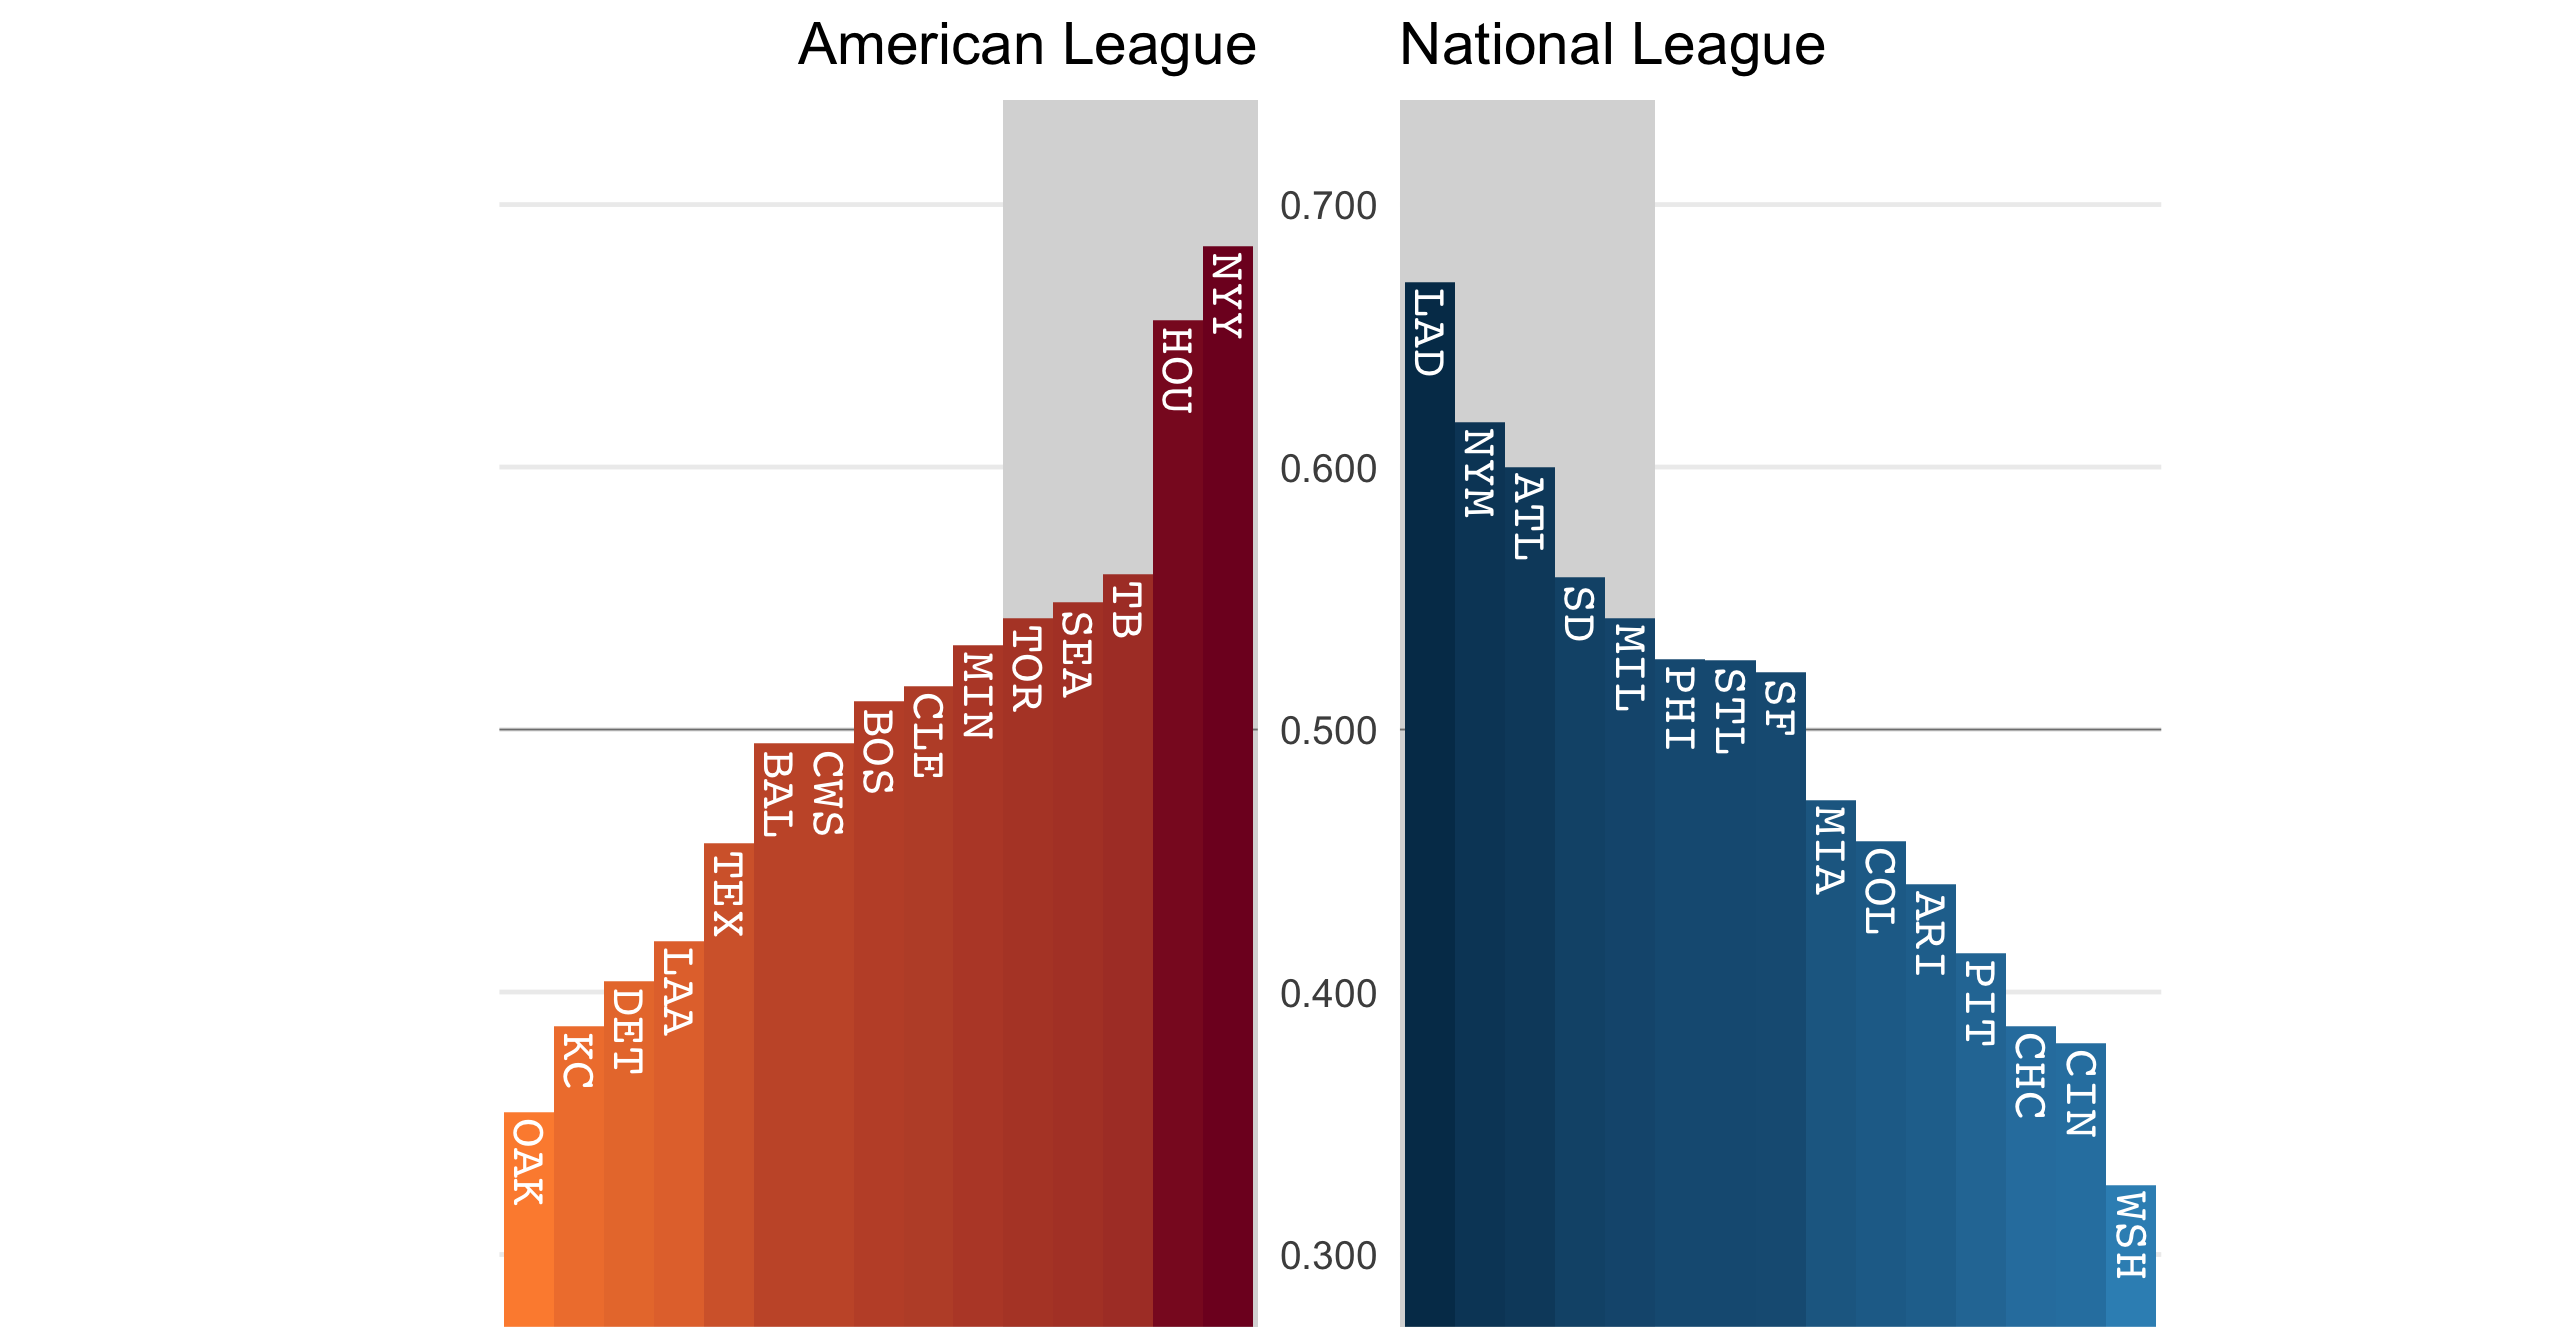 American League
National League
0.700
0.600
0.500
0.400
0.300
OAK
KC
DET
LAA
TEX
BAL
CWS
BOS
CLE
MIN
TOR
SEA
TB
HOU
NYY
LAD
NYM
ATL
SD
MIL
PHI
STL
SF
MIA
COL
ARI
PIT
CHC
CIN
WSH